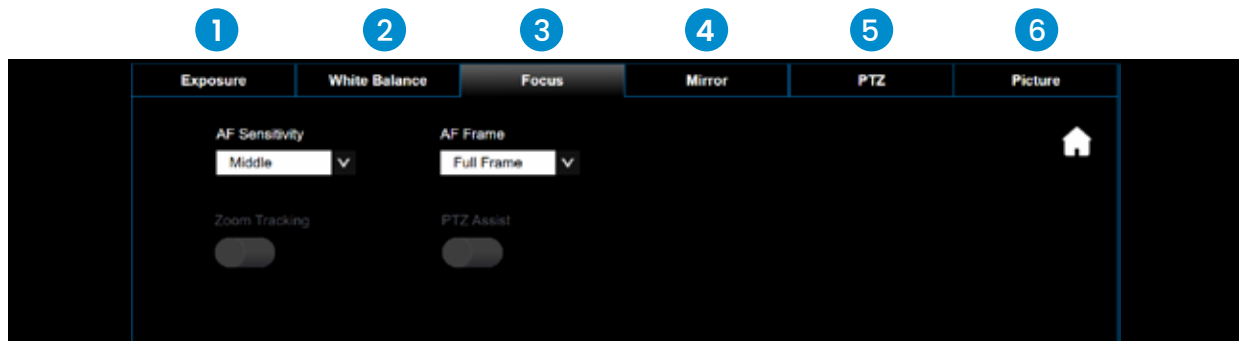 1 2 3 4 5 6
Exposure White Balance Focus Mirror PTZ Picture
AF Sensitivity AF Frame
Middle Full Frame
Zoom Tracking PTZ Assist